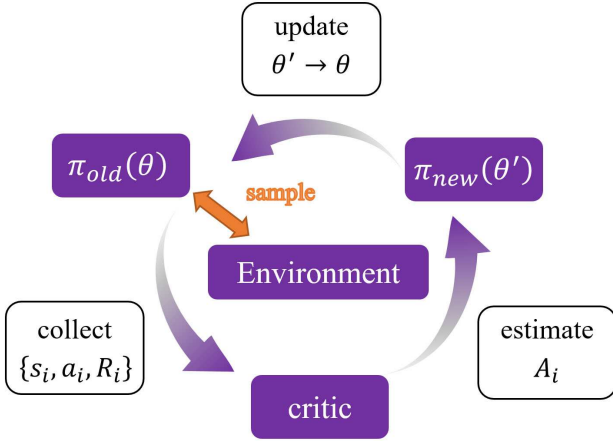 update
θ′ → θ
π_old(θ)
sample
π_new(θ′)
Environment
collect
{s_i, a_i, R_i}
estimate
A_i
critic